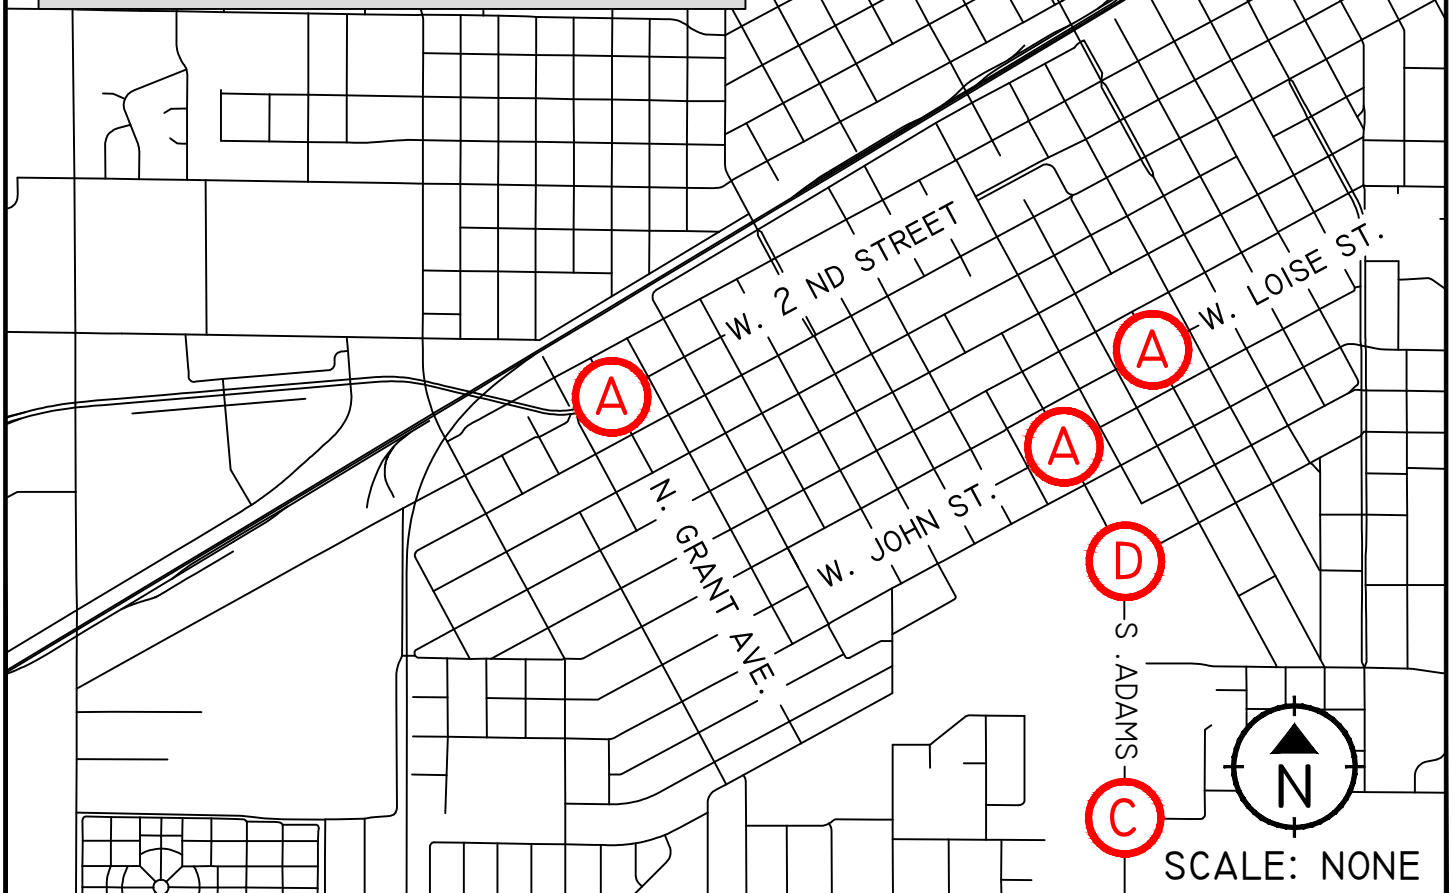 W. 2 ND STREET
W. LOISE ST.
A
A
A
W. JOHN ST.
N. GRANT AVE.
D
S .ADAMS
N
C
SCALE: NONE